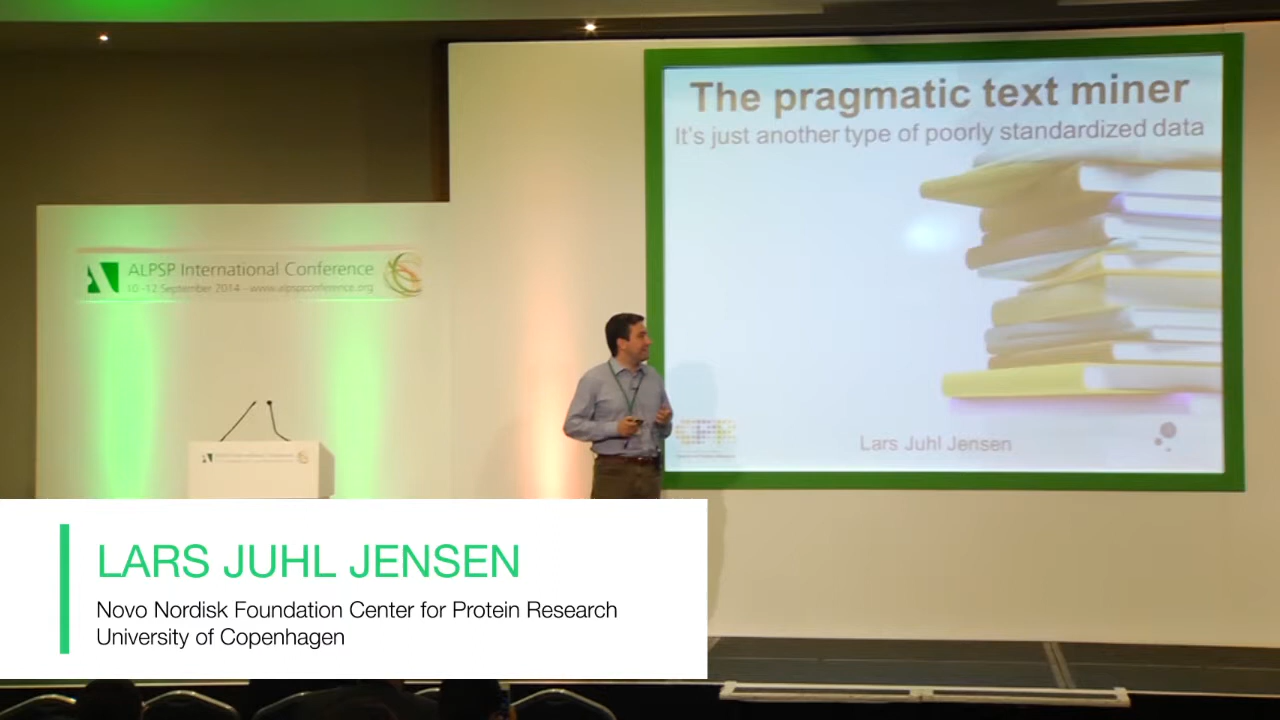 The pragmatic text miner
It's just another type of poorly standardized data
ALPSP International Conference
10-12 September 2014 - www.alpspconference.org
Lars Juhl Jensen
LARS JUHL JENSEN
Novo Nordisk Foundation Center for Protein Research
University of Copenhagen